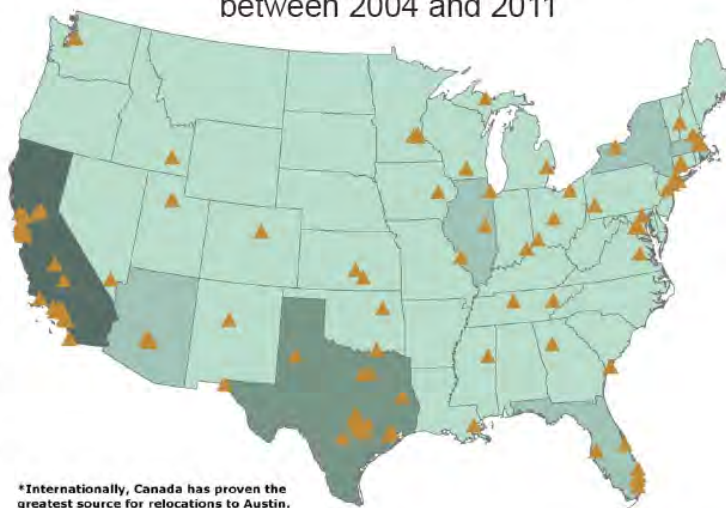 between 2004 and 2011
*Internationally, Canada has proven the
greatest source for relocations to Austin.